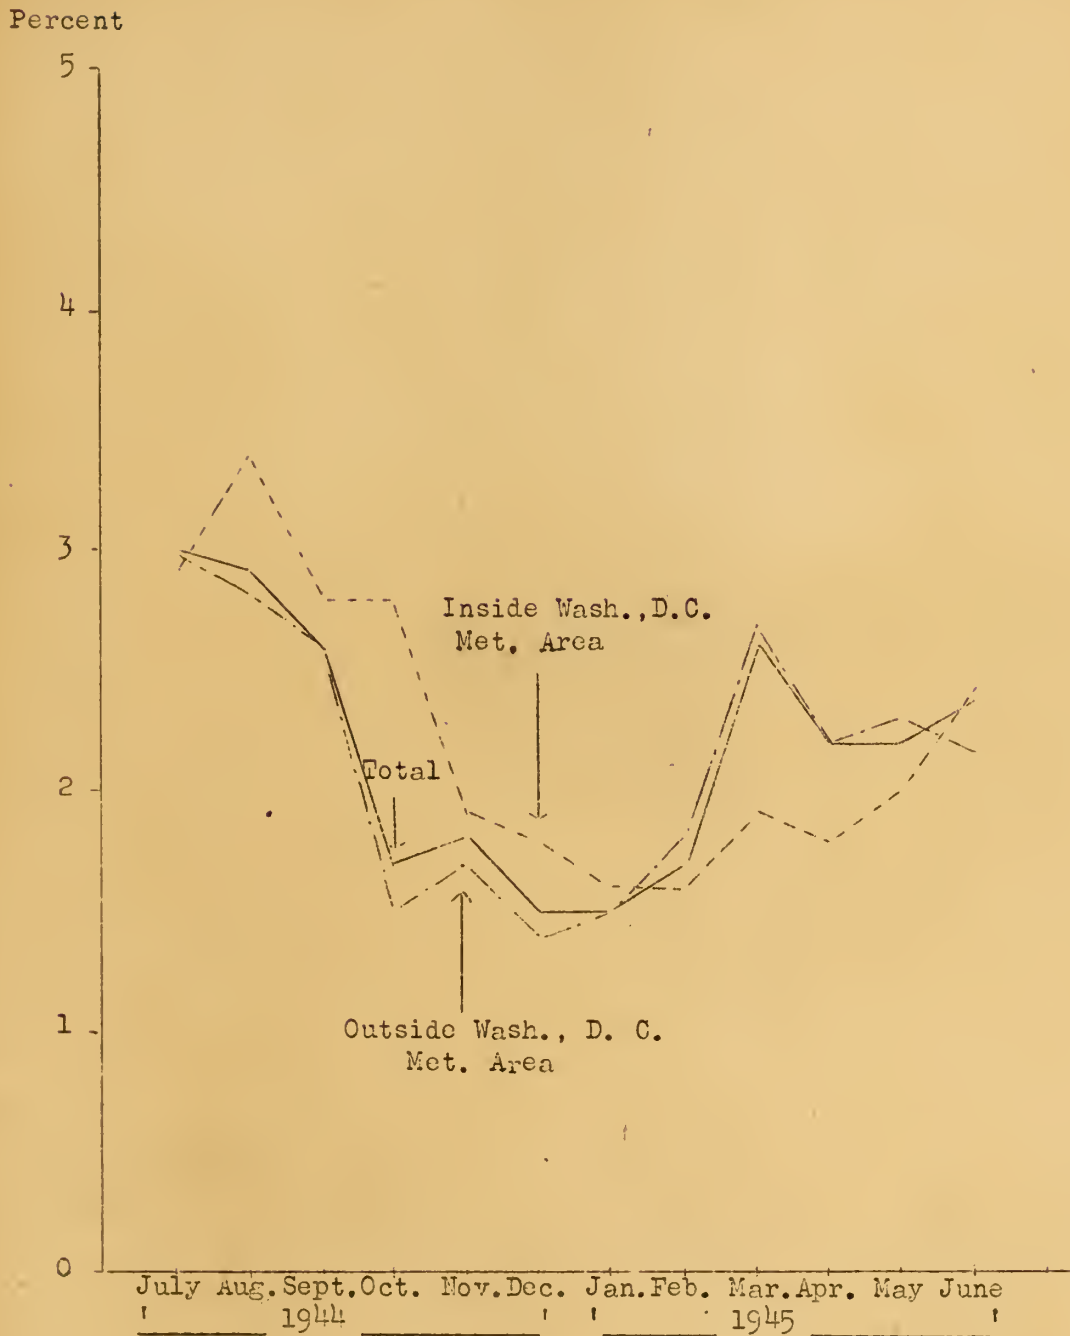 Percent
5
4
3
Inside Wash.,D.C.
Met. Area
Total
2
1
Outside Wash., D. C.
Met. Area
0
July Aug. Sept. Oct. Nov. Dec. Jan. Feb. Mar. Apr. May June
1944 1945